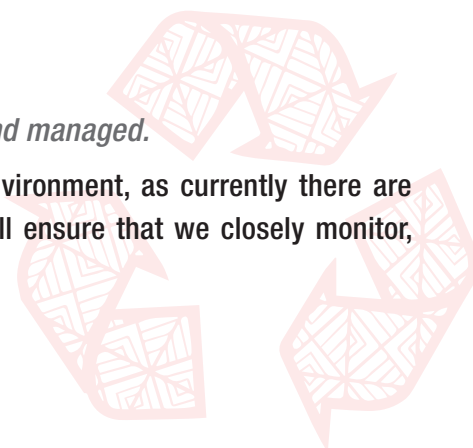 nd managed.
vironment, as currently there are
ll ensure that we closely monitor,